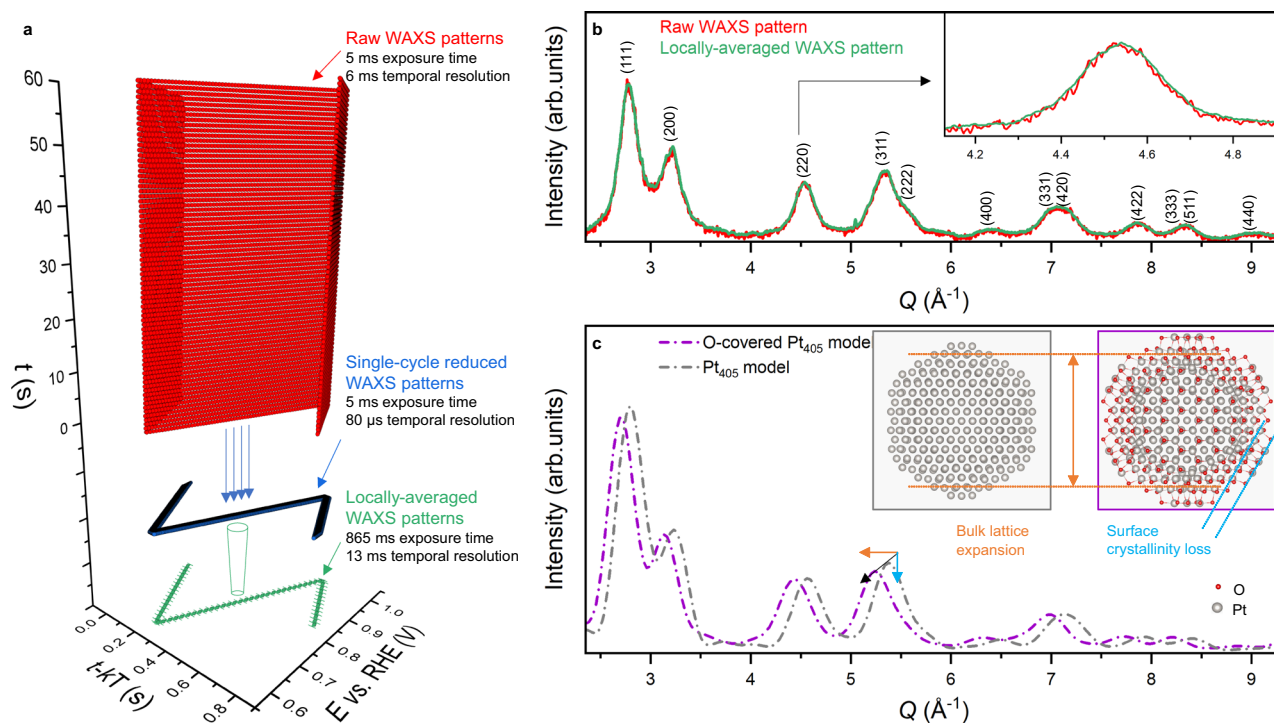 a
Raw WAXS patterns
5 ms exposure time
6 ms temporal resolution
60
50
40
30
20
10
0
t (s)
Single-cycle reduced
WAXS patterns
5 ms exposure time
80 µs temporal resolution
Locally-averaged
WAXS patterns
865 ms exposure time
13 ms temporal resolution
0.0
0.2
0.4
0.6
0.8
t-kT (s)
1.0
0.9
0.8
0.7
0.6
E vs. RHE (V)
b
Raw WAXS pattern
Locally-averaged WAXS pattern
Intensity (arb.units)
(111)
(200)
(220)
(311)
(222)
(400)
(331)
(420)
(422)
(333)
(511)
(440)
4.2 4.4 4.6 4.8
3 4 5 6 7 8 9
Q (Å⁻¹)
c
O-covered Pt₄₀₅ model
Pt₄₀₅ model
Intensity (arb.units)
Bulk lattice
expansion
Surface
crystallinity loss
O
Pt
3 4 5 6 7 8 9
Q (Å⁻¹)